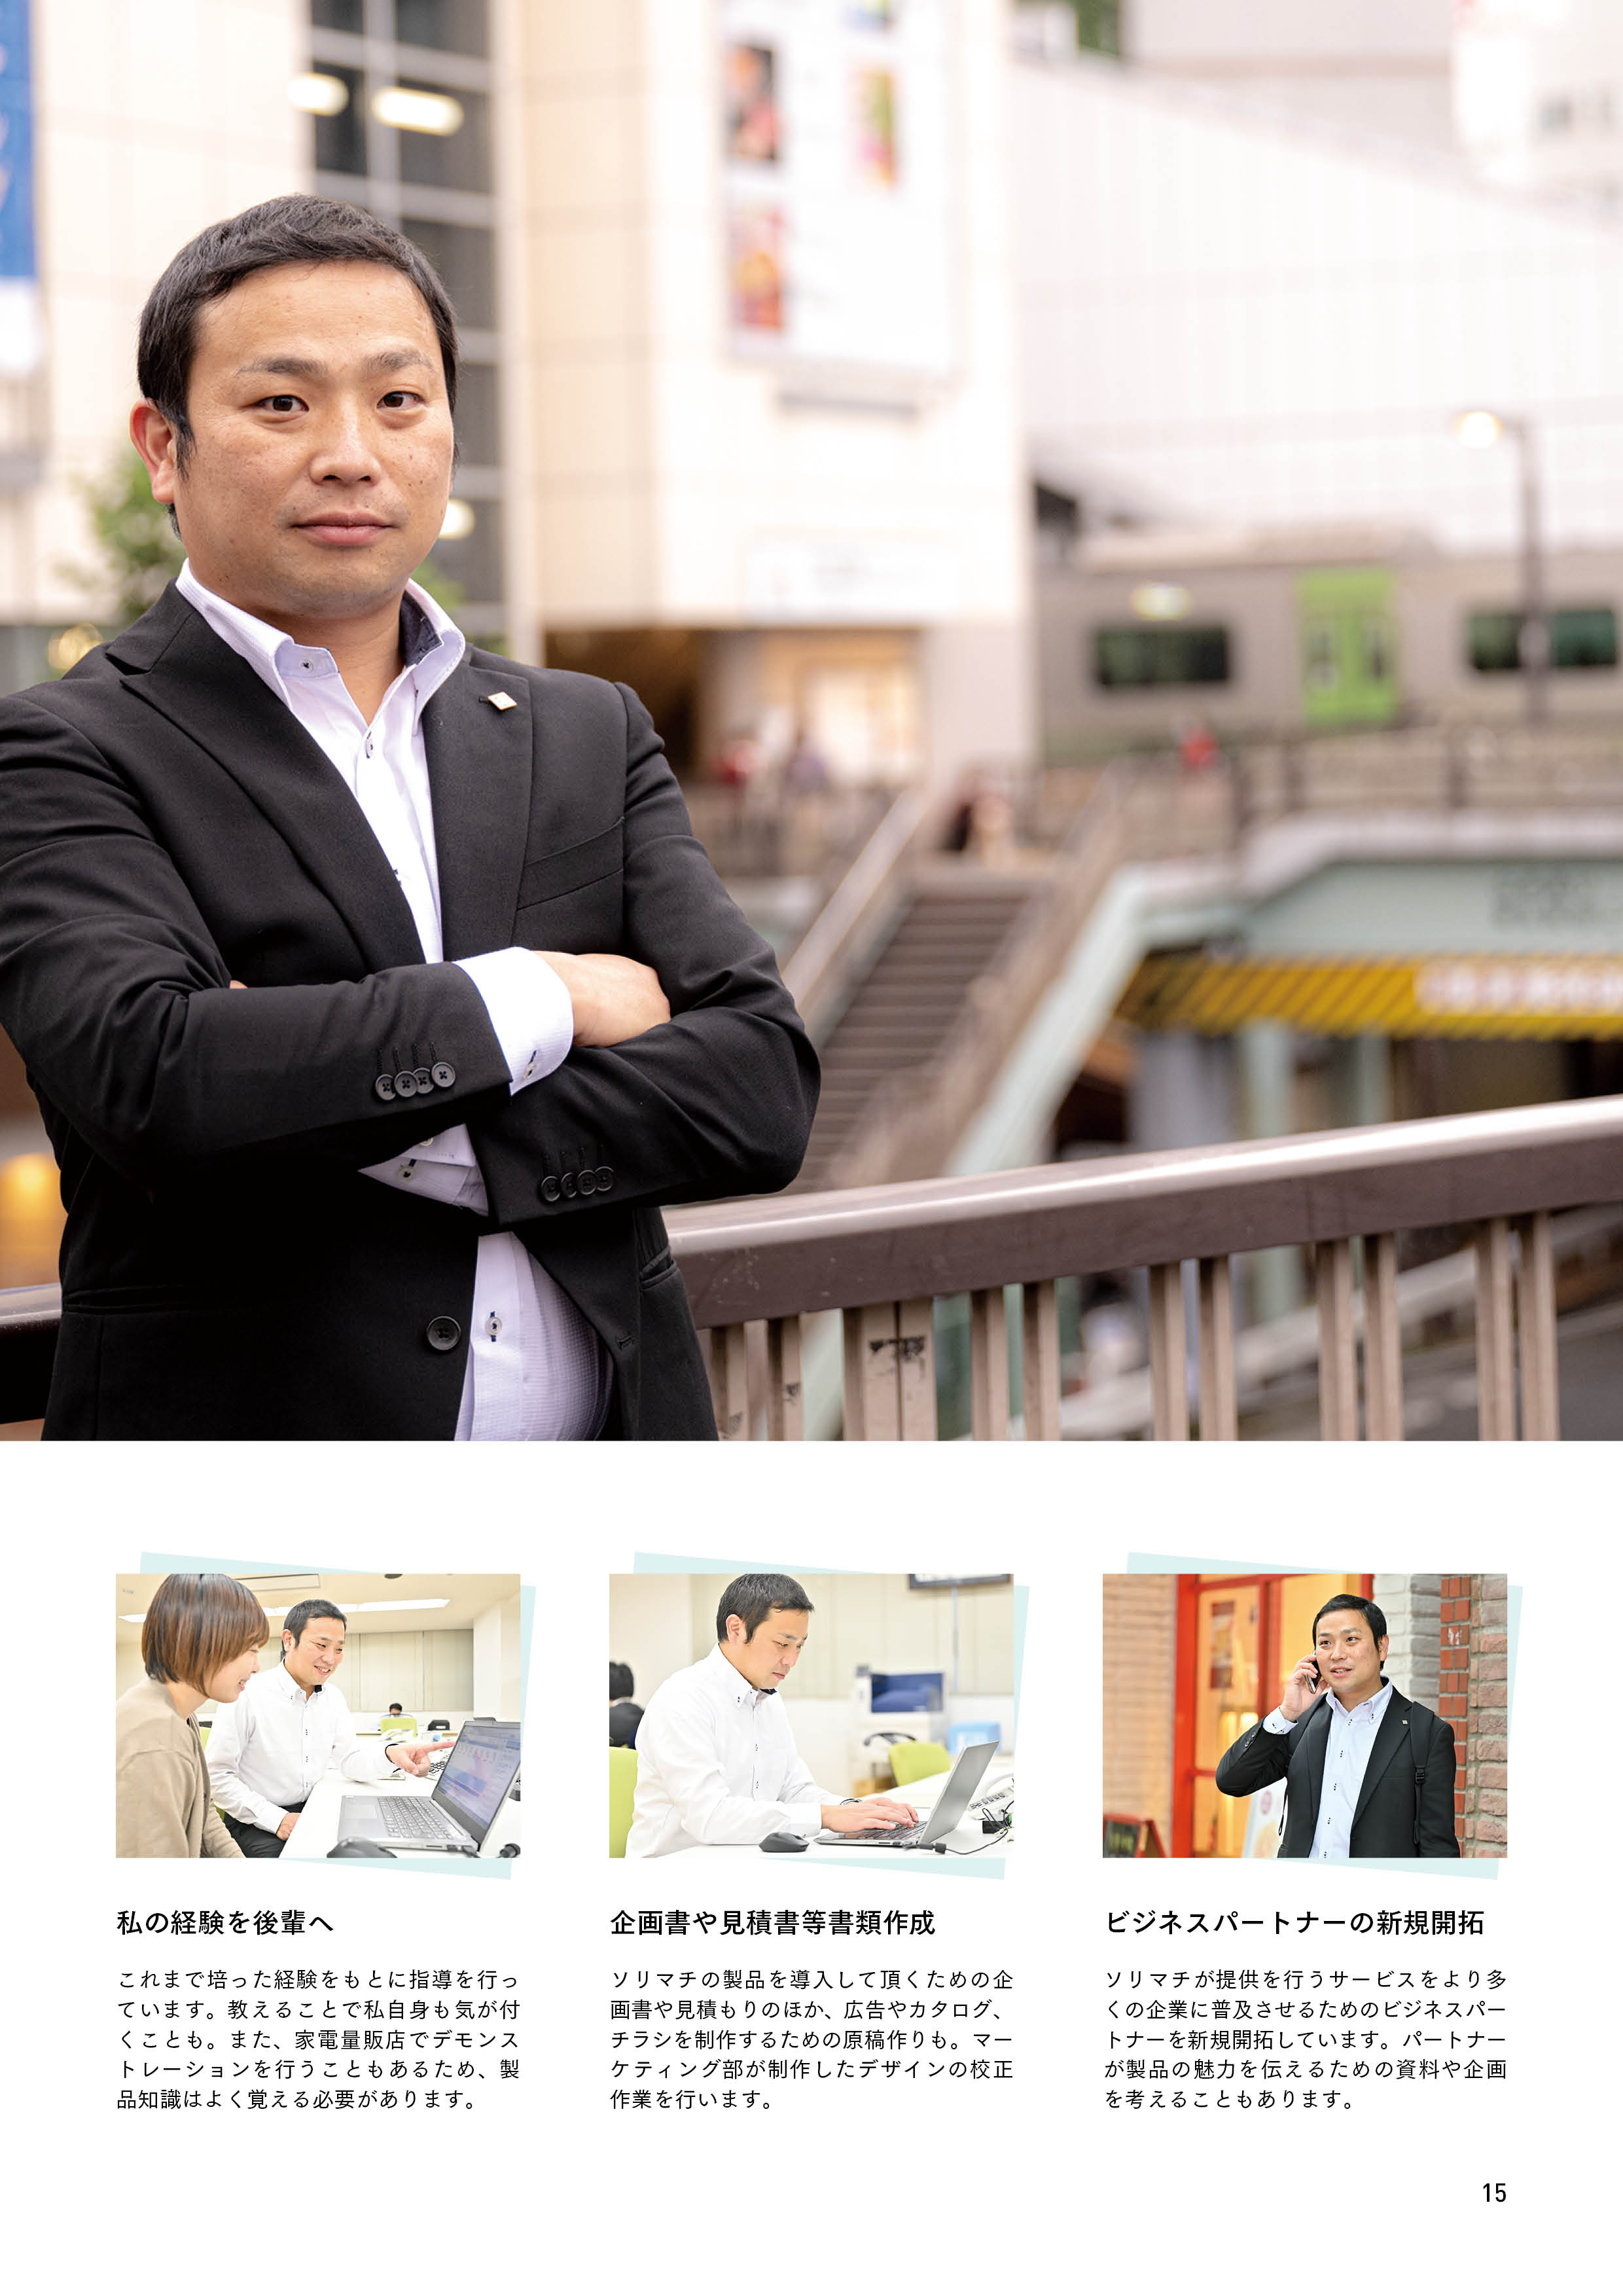 私の経験を後輩へ
これまで培った経験をもとに指導を行っ
ています。教えることで私自身も気が付
くことも。また、家電量販店でデモンス
トレーションを行うこともあるため、製
品知識はよく覚える必要があります。
企画書や見積書等書類作成
ソリマチの製品を導入して頂くための企
画書や見積もりのほか、広告やカタログ、
チラシを制作するための原稿作りも。マー
ケティング部が制作したデザインの校正
作業を行います。
ビジネスパートナーの新規開拓
ソリマチが提供を行うサービスをより多
くの企業に普及させるためのビジネスパー
トナーを新規開拓しています。パートナー
が製品の魅力を伝えるための資料や企画
を考えることもあります。
15